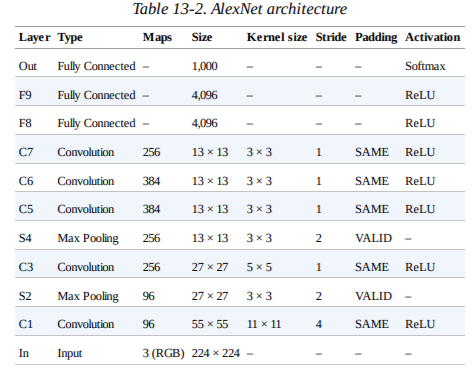 Table 13-2. AlexNet architecture
Layer Type Maps Size Kernel size Stride Padding Activation
Out Fully Connected – 1,000 – – – Softmax
F9 Fully Connected – 4,096 – – – ReLU
F8 Fully Connected – 4,096 – – – ReLU
C7 Convolution 256 13 × 13 3 × 3 1 SAME ReLU
C6 Convolution 384 13 × 13 3 × 3 1 SAME ReLU
C5 Convolution 384 13 × 13 3 × 3 1 SAME ReLU
S4 Max Pooling 256 13 × 13 3 × 3 2 VALID –
C3 Convolution 256 27 × 27 5 × 5 1 SAME ReLU
S2 Max Pooling 96 27 × 27 3 × 3 2 VALID –
C1 Convolution 96 55 × 55 11 × 11 4 SAME ReLU
In Input 3 (RGB) 224 × 224 – – – –